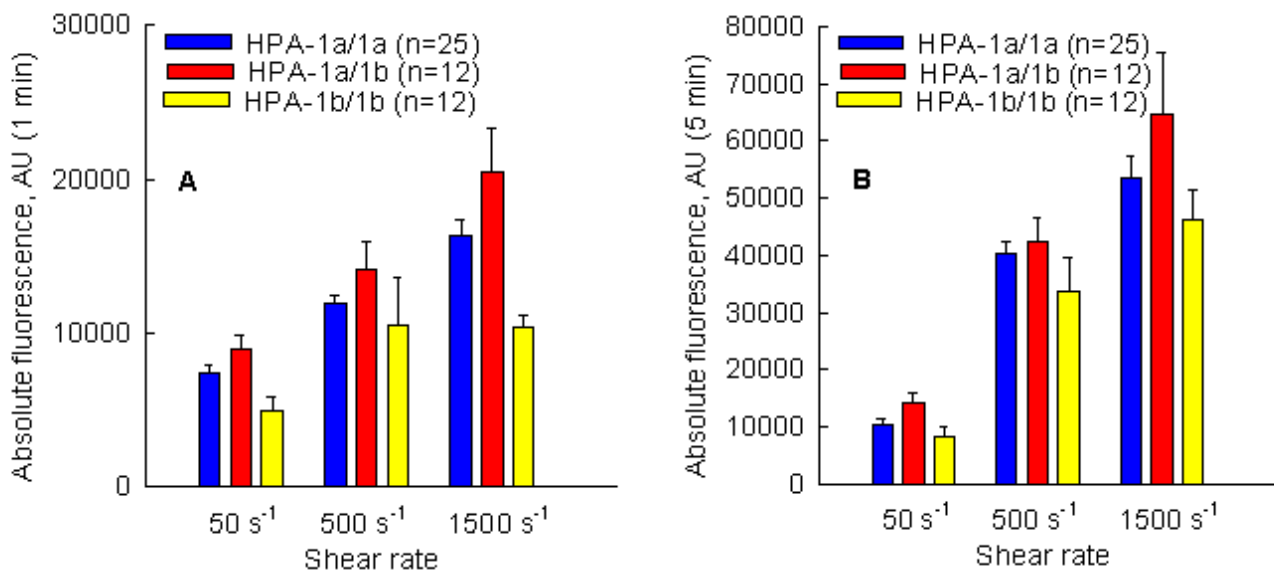 Absolute fluorescence, AU (1 min)
30000
20000
10000
0
HPA-1a/1a (n=25)
HPA-1a/1b (n=12)
HPA-1b/1b (n=12)
A
50 s⁻¹ 500 s⁻¹ 1500 s⁻¹
Shear rate
Absolute fluorescence, AU (5 min)
80000
70000
60000
50000
40000
30000
20000
10000
0
HPA-1a/1a (n=25)
HPA-1a/1b (n=12)
HPA-1b/1b (n=12)
B
50 s⁻¹ 500 s⁻¹ 1500 s⁻¹
Shear rate